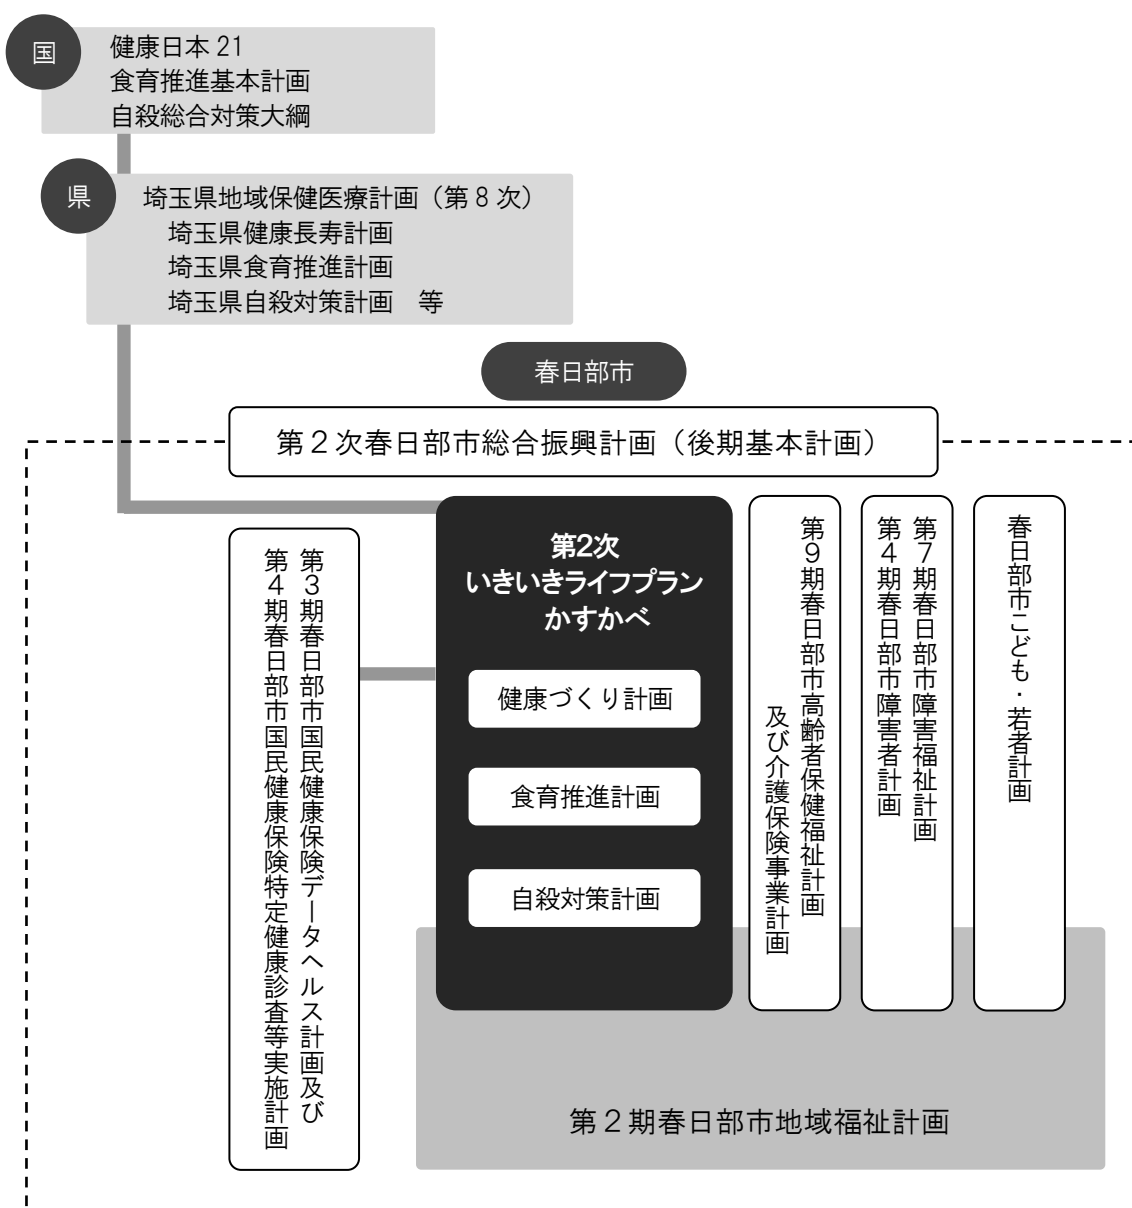 国
健康日本 21
食育推進基本計画
自殺総合対策大綱
県
埼玉県地域保健医療計画（第 8 次）
埼玉県健康長寿計画
埼玉県食育推進計画
埼玉県自殺対策計画　等
春日部市
第２次春日部市総合振興計画（後期基本計画）
第３期春日部市国民健康保険データヘルス計画及び
第４期春日部市国民健康保険特定健康診査等実施計画
第2次
いきいきライフプラン
かすかべ
健康づくり計画
食育推進計画
自殺対策計画
第９期春日部市高齢者保健福祉計画
及び介護保険事業計画
第７期春日部市障害福祉計画
第４期春日部市障害者計画
春日部市こども・若者計画
第２期春日部市地域福祉計画